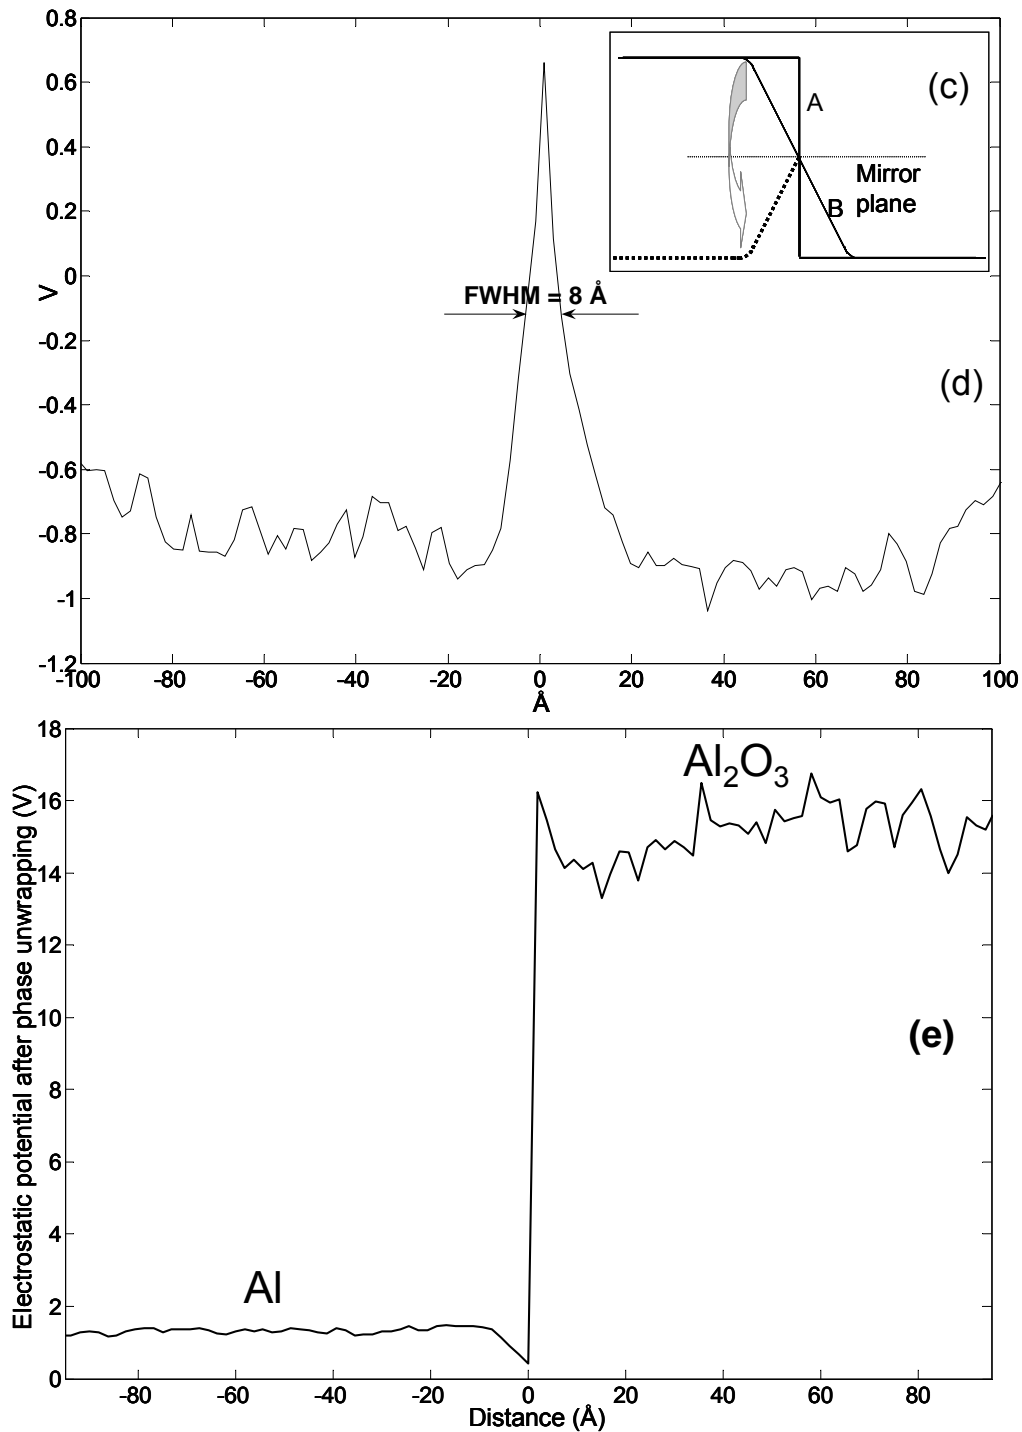 0.8
0.6
0.4
0.2
0
-0.2
-0.4
-0.6
-0.8
-1
-1.2
V
(c)
A
Mirror
plane
B
FWHM = 8 Å
(d)
-100 -80 -60 -40 -20 0 20 40 60 80 100
Å
18
16
14
12
10
8
6
4
2
0
Electrostatic potential after phase unwrapping (V)
Al2O3
(e)
Al
-80 -60 -40 -20 0 20 40 60 80
Distance (Å)